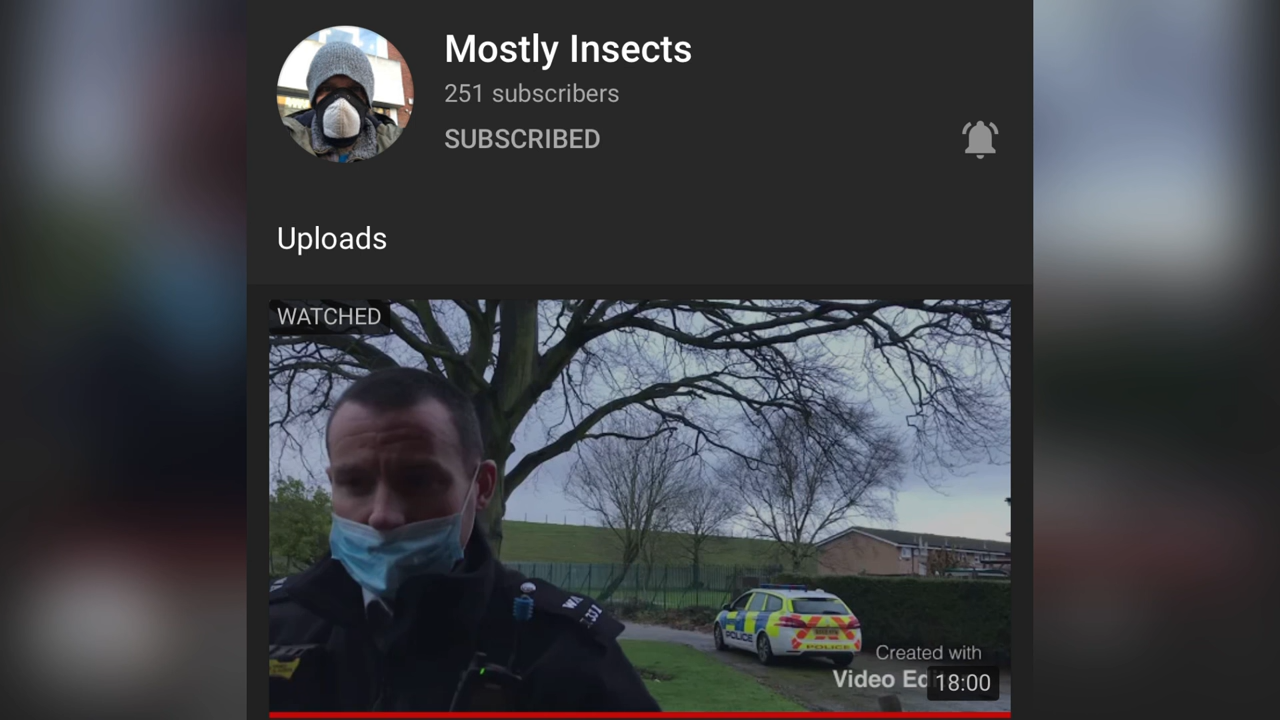 Mostly Insects
251 subscribers
SUBSCRIBED
Uploads
WATCHED
POLICE
POLICE
Created with
Video Ed
18:00